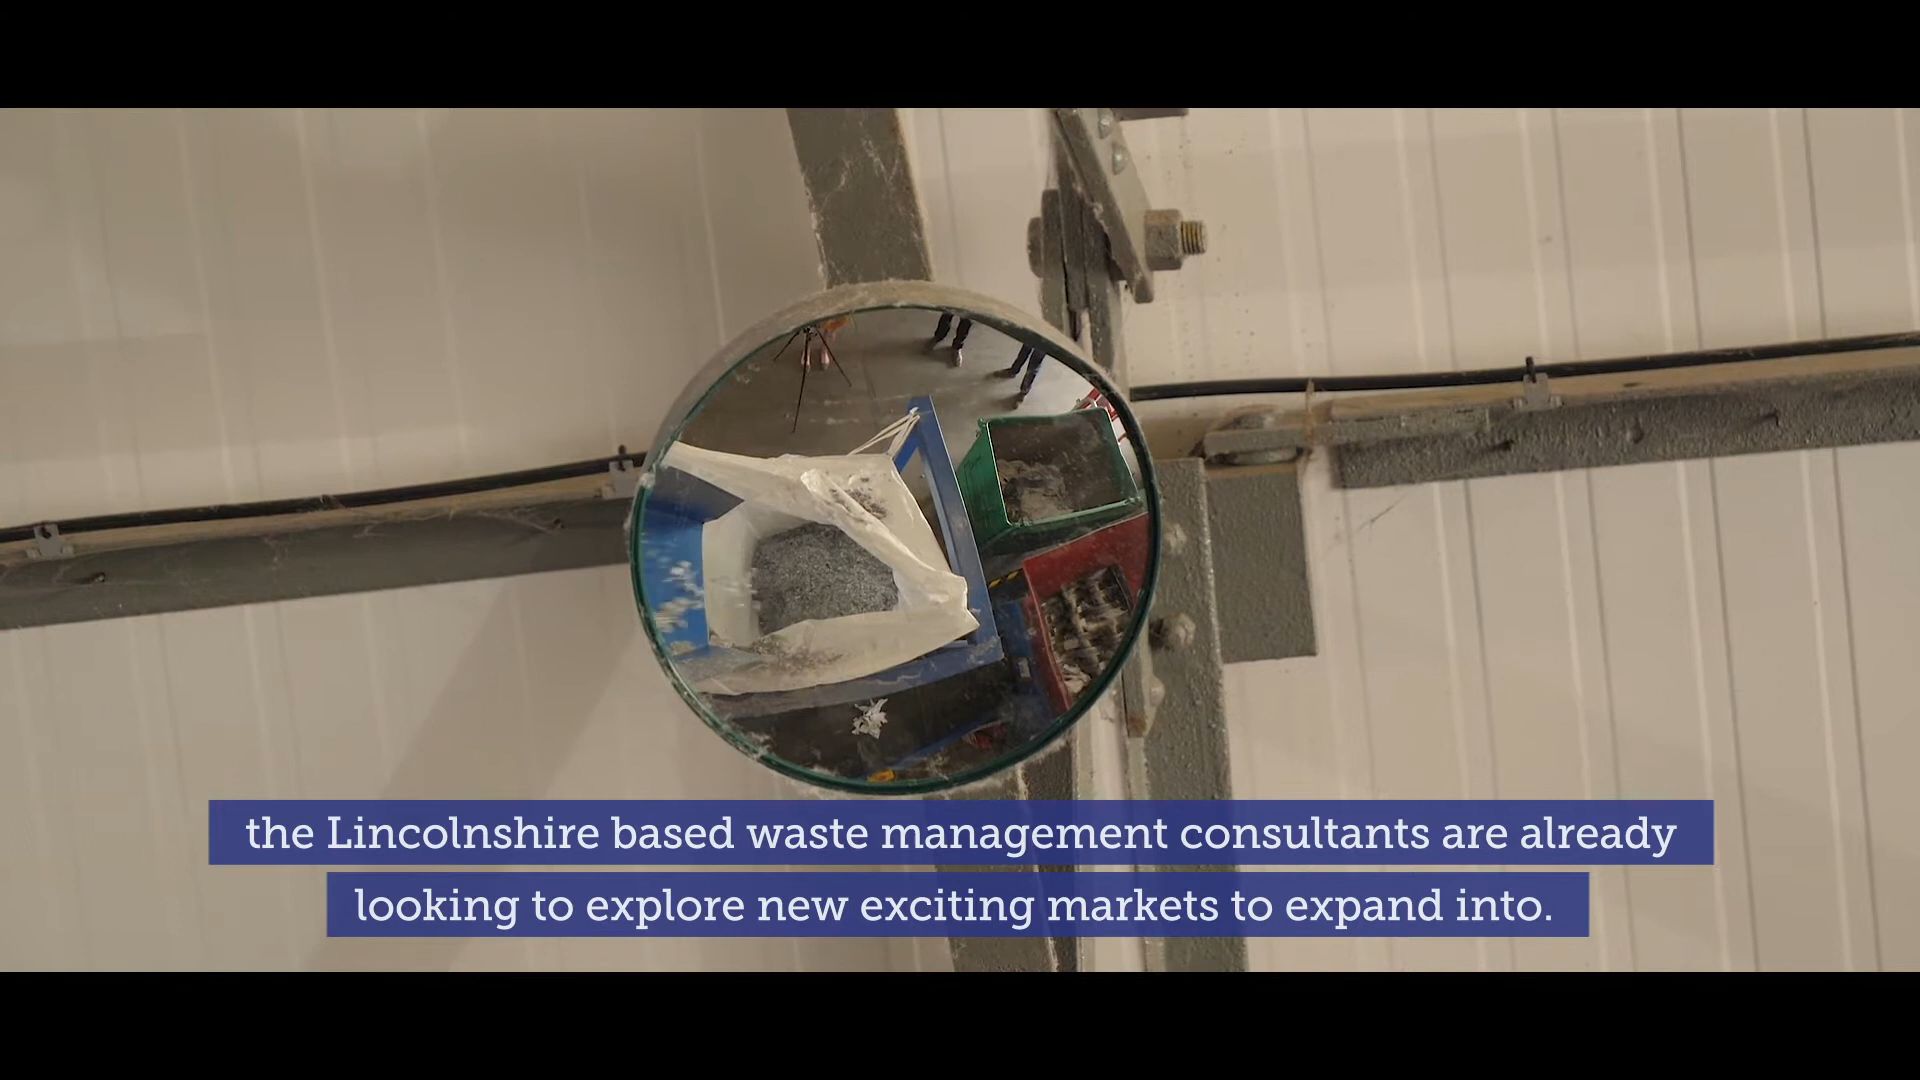 the Lincolnshire based waste management consultants are already
looking to explore new exciting markets to expand into.